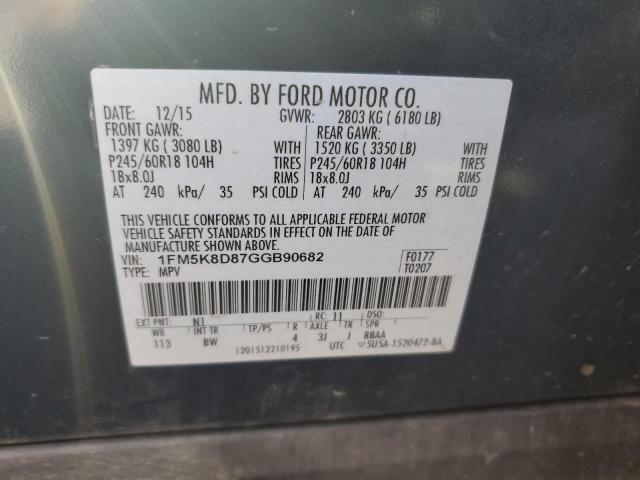 MFD. BY FORD MOTOR CO.
DATE: 12/15 GVWR: 2803 KG ( 6180 LB)
FRONT GAWR: REAR GAWR:
1397 KG ( 3080 LB) WITH 1520 KG ( 3350 LB) WITH
P245/60R18 104H TIRES P245/60R18 104H TIRES
18x8.0J RIMS 18x8.0J RIMS
AT 240 kPa/ 35 PSI COLD AT 240 kPa/ 35 PSI COLD
THIS VEHICLE CONFORMS TO ALL APPLICABLE FEDERAL MOTOR
VEHICLE SAFETY STANDARDS IN EFFECT ON THE DATE OF
MANUFACTURE SHOWN ABOVE.
VIN: 1FM5K8D87GGB90682 F0177
TYPE: MPV T0207
EXT PNT: N1 RC: 11 DSO:
WB INT TR TP/PS R AXLE TR SPR
113 BW 4 3J J BBAA
1201512210195 UTC ▽5U5A-1520472-BA